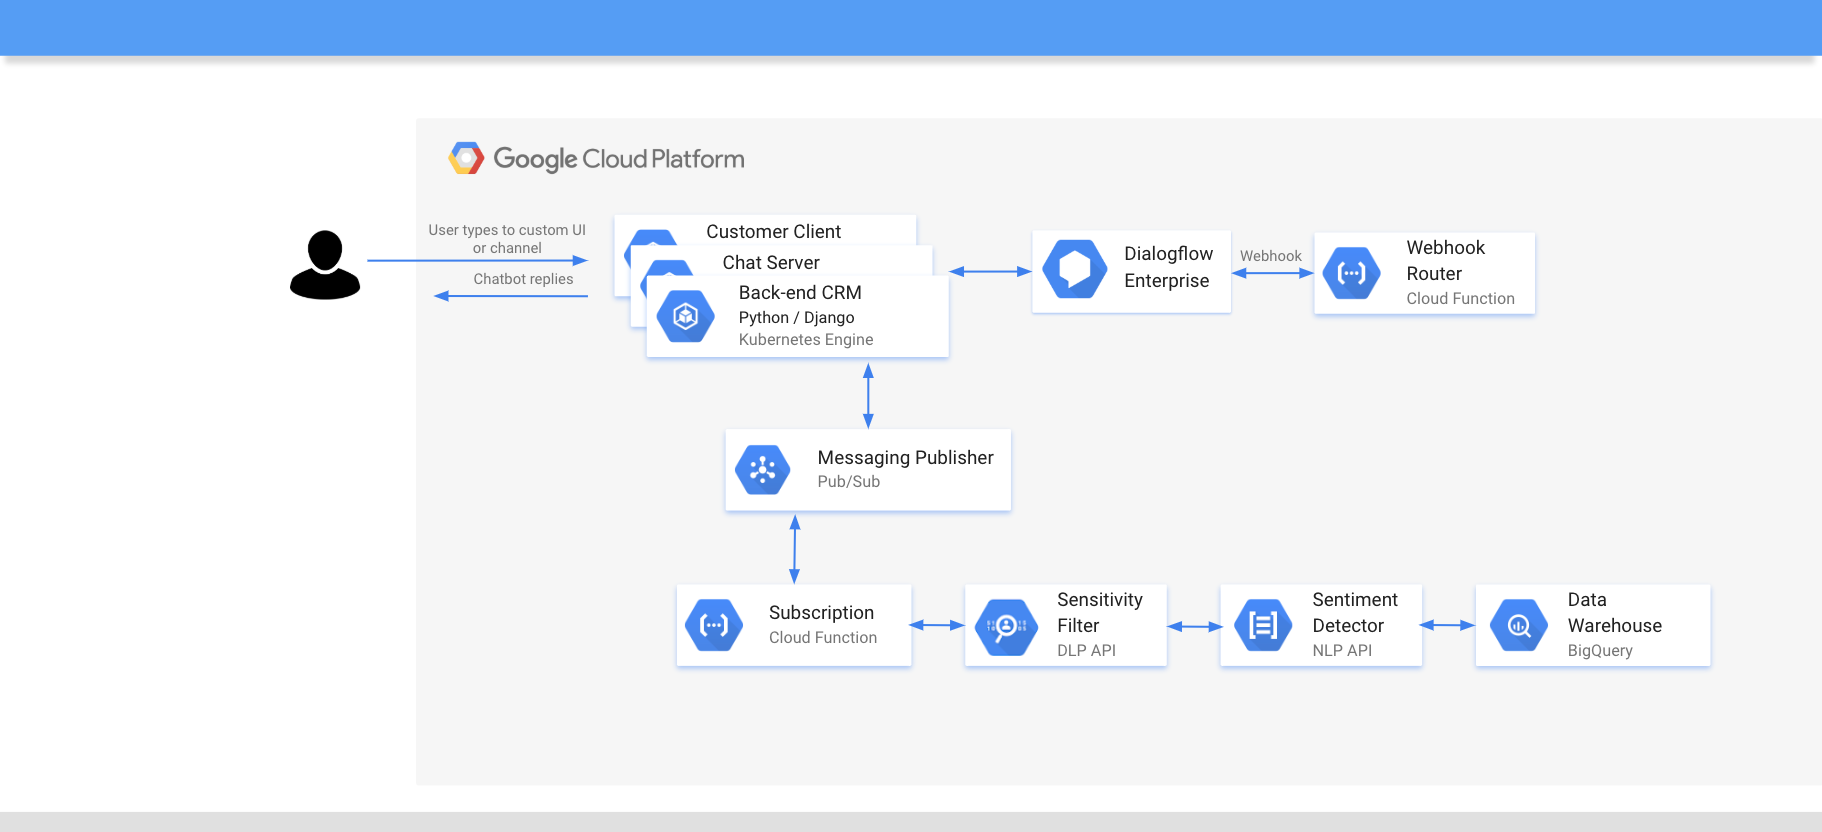 Google Cloud Platform
User types to custom UI
or channel
Chatbot replies
Customer Client
Chat Server
Back-end CRM
Python / Django
Kubernetes Engine
Dialogflow
Enterprise
Webhook
Webhook
Router
Cloud Function
Messaging Publisher
Pub/Sub
Subscription
Cloud Function
Sensitivity
Filter
DLP API
Sentiment
Detector
NLP API
Data
Warehouse
BigQuery